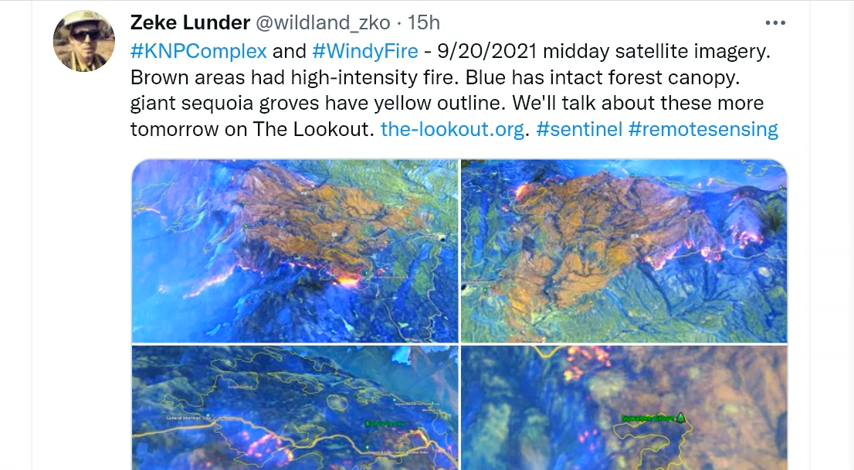 Zeke Lunder @wildland_zko · 15h
#KNPComplex and #WindyFire - 9/20/2021 midday satellite imagery.
Brown areas had high-intensity fire. Blue has intact forest canopy.
giant sequoia groves have yellow outline. We'll talk about these more
tomorrow on The Lookout. the-lookout.org. #sentinel #remotesensing